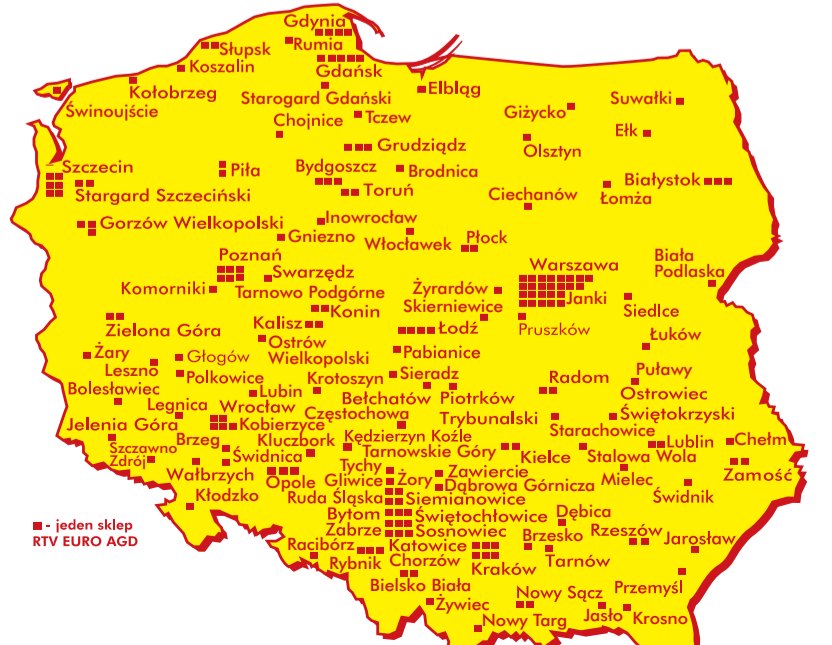 Gdynia
Słupsk
Rumia
Koszalin
Gdańsk
Kołobrzeg
Elbląg
Świnoujście
Starogard Gdański
Suwałki
Giżycko
Chojnice
Tczew
Ełk
Grudziądz
Olsztyn
Szczecin
Piła
Bydgoszcz
Brodnica
Białystok
Stargard Szczeciński
Toruń
Ciechanów
Łomża
Gorzów Wielkopolski
Inowrocław
Gniezno
Włocławek
Płock
Poznań
Warszawa
Biała
Podlaska
Swarzędz
Komorniki
Tarnowo Podgórne
Żyrardów
Janki
Skierniewice
Siedlce
Konin
Zielona Góra
Kalisz
Łódź
Pruszków
Ostrów
Wielkopolski
Łuków
Żary
Głogów
Pabianice
Leszno
Polkowice
Krotoszyn
Sieradz
Radom
Puławy
Bolesławiec
Lubin
Bełchatów
Piotrków
Trybunalski
Ostrowiec
Świętokrzyski
Legnica
Wrocław
Częstochowa
Jelenia Góra
Kobierzyce
Starachowice
Brzeg
Kluczbork
Kędzierzyn Koźle
Lublin
Chełm
Szczawno
Zdrój
Świdnica
Tarnowskie Góry
Kielce
Stalowa Wola
Wałbrzych
Opole
Tychy
Zawiercie
Mielec
Zamość
Gliwice
Żory
Dąbrowa Górnicza
Świdnik
Kłodzko
Ruda Śląska
Siemianowice
Bytom
Świętochłowice
Dębica
- jeden sklep
RTV EURO AGD
Zabrze
Sosnowiec
Brzesko
Rzeszów
Jarosław
Racibórz
Katowice
Rybnik
Chorzów
Kraków
Tarnów
Bielsko Biała
Przemyśl
Żywiec
Nowy Sącz
Jasło
Krosno
Nowy Targ